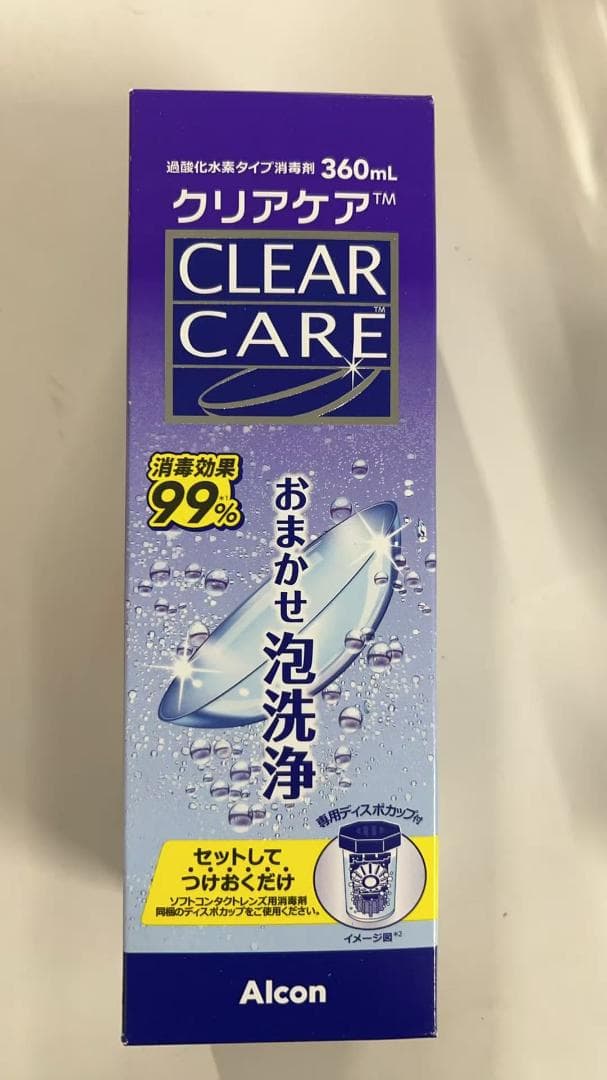 過酸化水素タイプ消毒剤 360mL
クリアケア™
CLEAR
CARE™
消毒効果
99%*1
おまかせ泡洗浄
専用ディスポカップ付
セットして
つけおくだけ
ソフトコンタクトレンズ用消毒剤
同梱のディスポカップをご使用ください。
イメージ図*2
Alcon